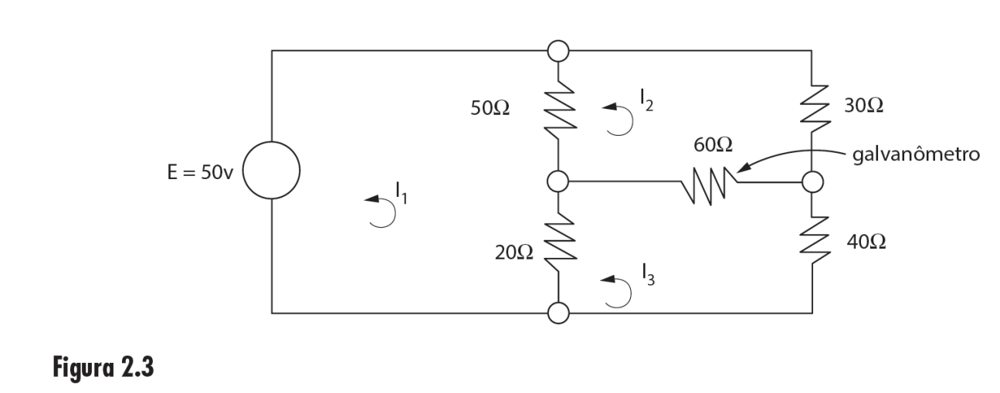 50Ω
I₂
30Ω
60Ω
galvanômetro
E = 50v
I₁
20Ω
40Ω
I₃
Figura 2.3